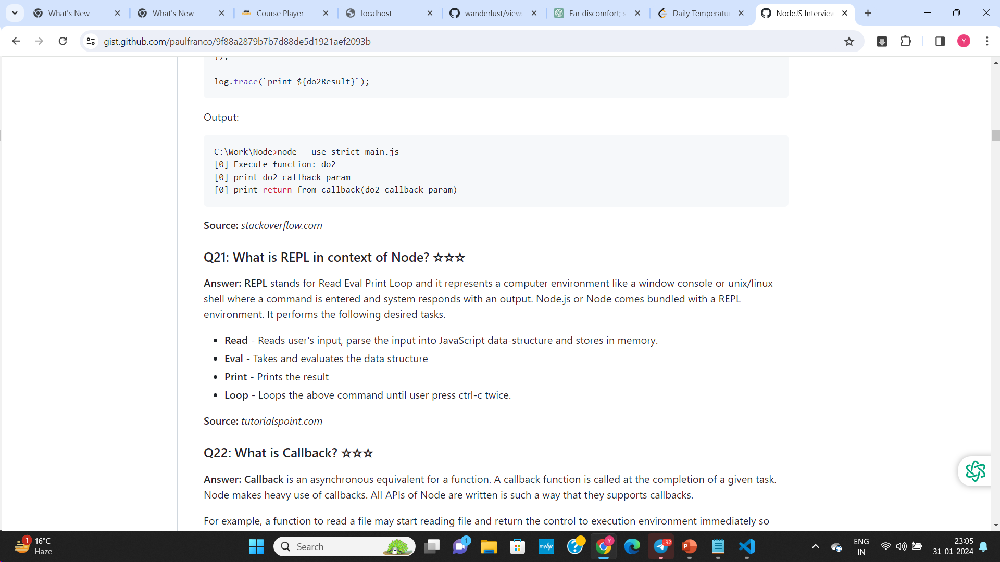 What's New
What's New
Course Player
localhost
wanderlust/views
Ear discomfort; s
Daily Temperatur
NodeJS Interview
gist.github.com/paulfranco/9f88a2879b7b7d88de5d1921aef2093b
Y
});
log.trace(`print ${do2Result}`);
Output:
C:\Work\Node>node --use-strict main.js
[0] Execute function: do2
[0] print do2 callback param
[0] print return from callback(do2 callback param)
Source: stackoverflow.com
Q21: What is REPL in context of Node? ☆☆☆
Answer: REPL stands for Read Eval Print Loop and it represents a computer environment like a window console or unix/linux
shell where a command is entered and system responds with an output. Node.js or Node comes bundled with a REPL
environment. It performs the following desired tasks.
• Read - Reads user's input, parse the input into JavaScript data-structure and stores in memory.
• Eval - Takes and evaluates the data structure
• Print - Prints the result
• Loop - Loops the above command until user press ctrl-c twice.
Source: tutorialspoint.com
Q22: What is Callback? ☆☆☆
Answer: Callback is an asynchronous equivalent for a function. A callback function is called at the completion of a given task.
Node makes heavy use of callbacks. All APIs of Node are written is such a way that they supports callbacks.
For example, a function to read a file may start reading file and return the control to execution environment immediately so
1
16°C
Haze
Search
1
myhp
Y
..92
ENG
IN
23:05
31-01-2024